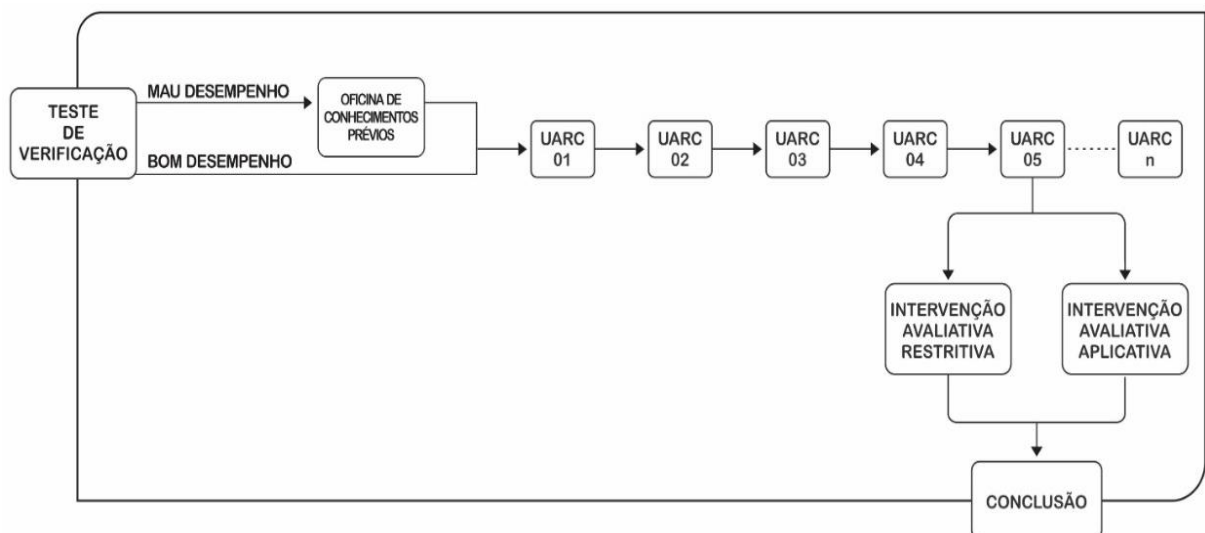 MAU DESEMPENHO
TESTE
DE
VERIFICAÇÃO
BOM DESEMPENHO
OFICINA DE
CONHECIMENTOS
PRÉVIOS
UARC
01
UARC
02
UARC
03
UARC
04
UARC
05
UARC
n
INTERVENÇÃO
AVALIATIVA
RESTRITIVA
INTERVENÇÃO
AVALIATIVA
APLICATIVA
CONCLUSÃO